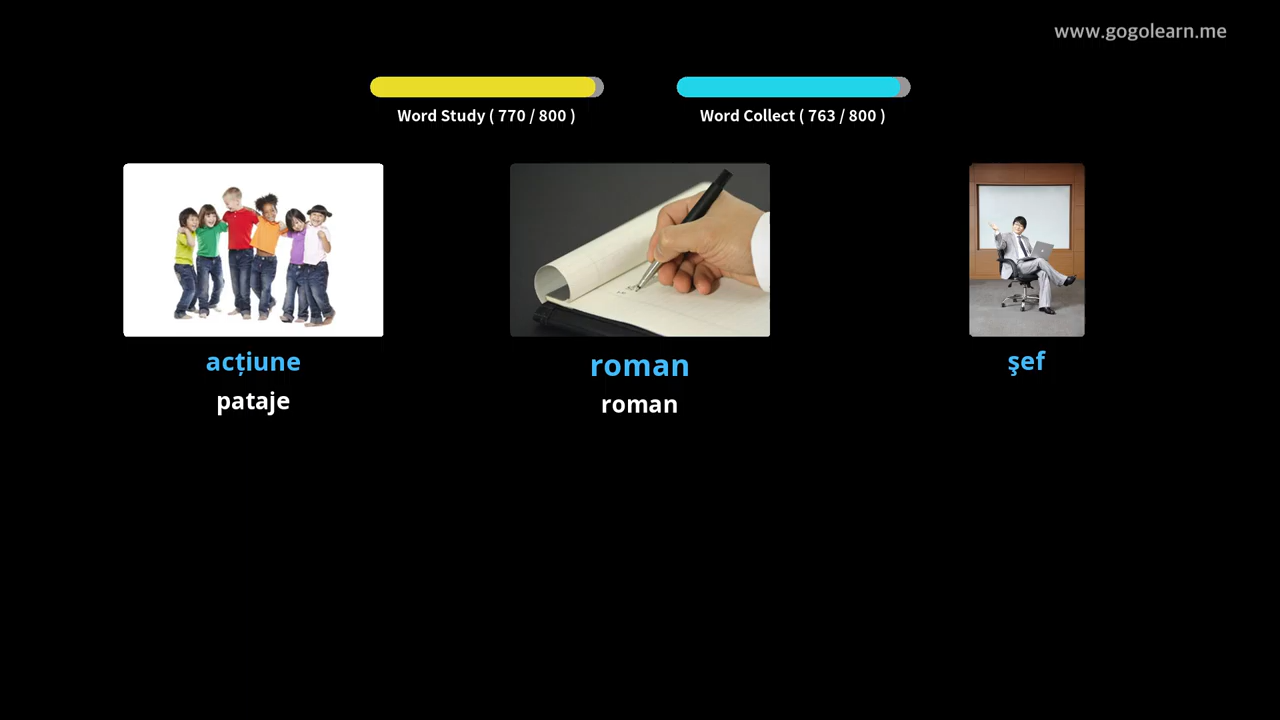 www.gogolearn.me
Word Study ( 770 / 800 )
Word Collect ( 763 / 800 )
acțiune
pataje
roman
roman
şef